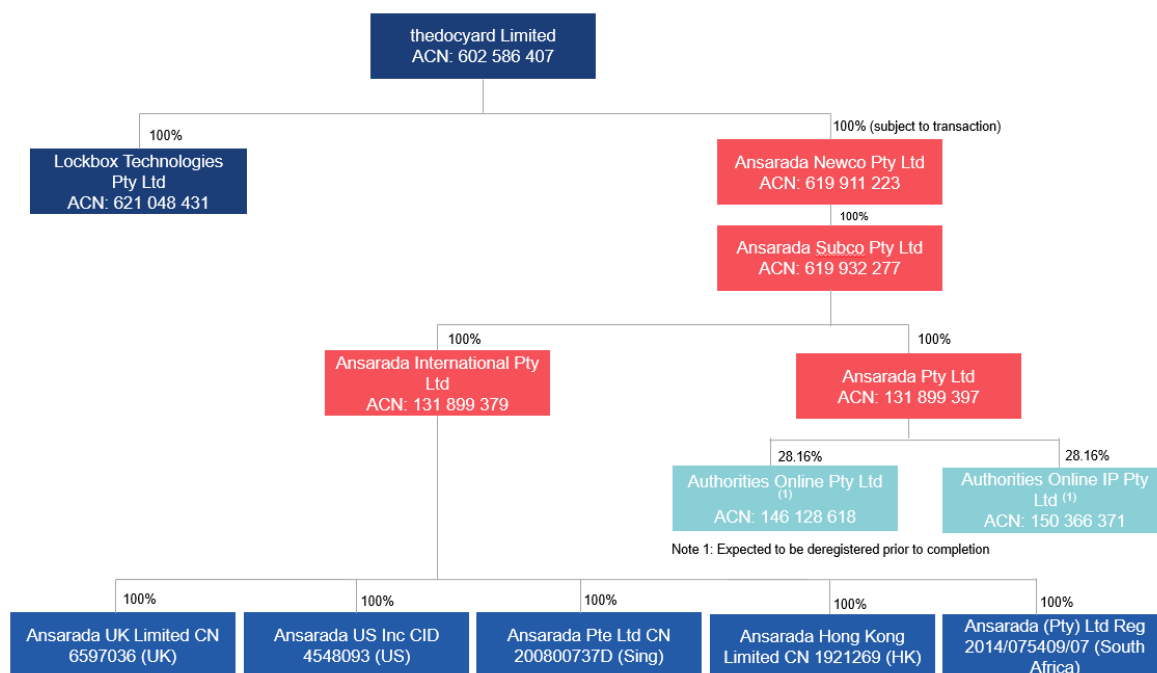 thedocyard Limited
ACN: 602 586 407
100%
100% (subject to transaction)
Lockbox Technologies
Pty Ltd
ACN: 621 048 431
Ansarada Newco Pty Ltd
ACN: 619 911 223
100%
Ansarada Subco Pty Ltd
ACN: 619 932 277
100%
100%
Ansarada International Pty
Ltd
ACN: 131 899 379
Ansarada Pty Ltd
ACN: 131 899 397
28.16%
28.16%
Authorities Online Pty Ltd
(1)
ACN: 146 128 618
Authorities Online IP Pty
Ltd (1)
ACN: 150 366 371
Note 1: Expected to be deregistered prior to completion
100%
100%
100%
100%
100%
Ansarada UK Limited CN
6597036 (UK)
Ansarada US Inc CID
4548093 (US)
Ansarada Pte Ltd CN
200800737D (Sing)
Ansarada Hong Kong
Limited CN 1921269 (HK)
Ansarada (Pty) Ltd Reg
2014/075409/07 (South
Africa)